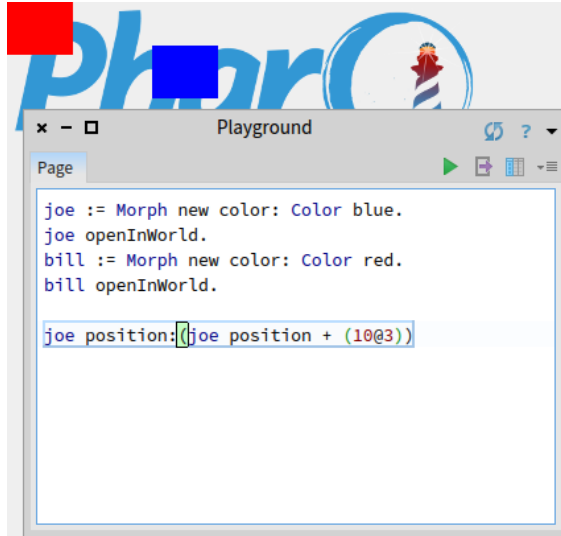 Pharo
Playground
?
Page
joe := Morph new color: Color blue.
joe openInWorld.
bill := Morph new color: Color red.
bill openInWorld.
joe position:(joe position + (10@3))